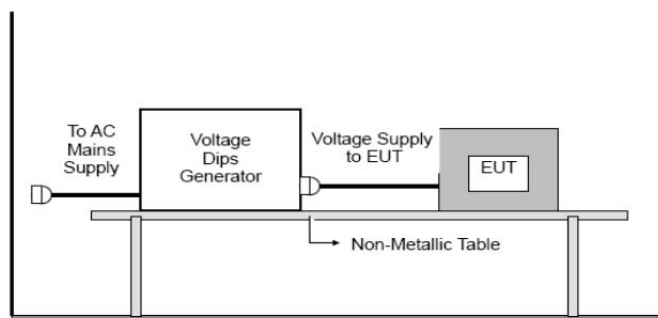 To AC
Mains
Supply
Voltage
Dips
Generator
Voltage Supply
to EUT
EUT
Non-Metallic Table